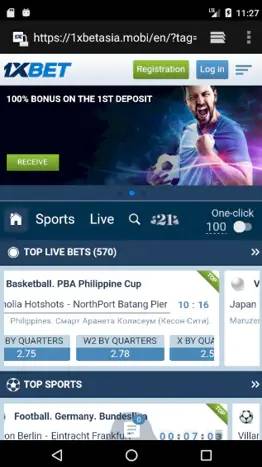 11:27
https://1xbetasia.mobi/en/?tag=
1XBET
Registration
Log in
100% BONUS ON THE 1ST DEPOSIT
RECEIVE
Sports
Live
21
One-click
100
TOP LIVE BETS (570)
Basketball. PBA Philippine Cup
TOP
V
nolia Hotshots - NorthPort Batang Pier
10 : 16
Japan
Philippines. Смарт Аранета Колисеум (Кесон-Сити).
Maruze
BY QUARTERS
W2 BY QUARTERS
X BY QUA
2.75
2.78
2.5
TOP SPORTS
Football. Germany. Bundesliga
TOP
on Berlin - Eintracht Frankfu
00:07:03
Villar